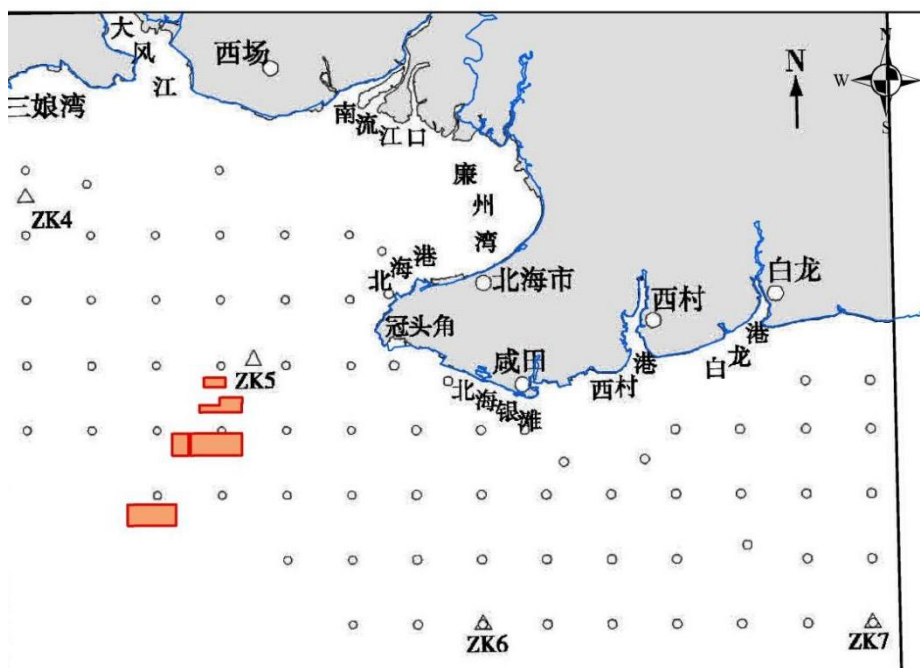 大风江
西场
N
N
W
S
三娘湾
南流江口
廉州湾
ZK4
北海港
北海市
白龙
西村
冠头角
白龙港
西村港
咸田
ZK5
北海银滩
ZK6
ZK7